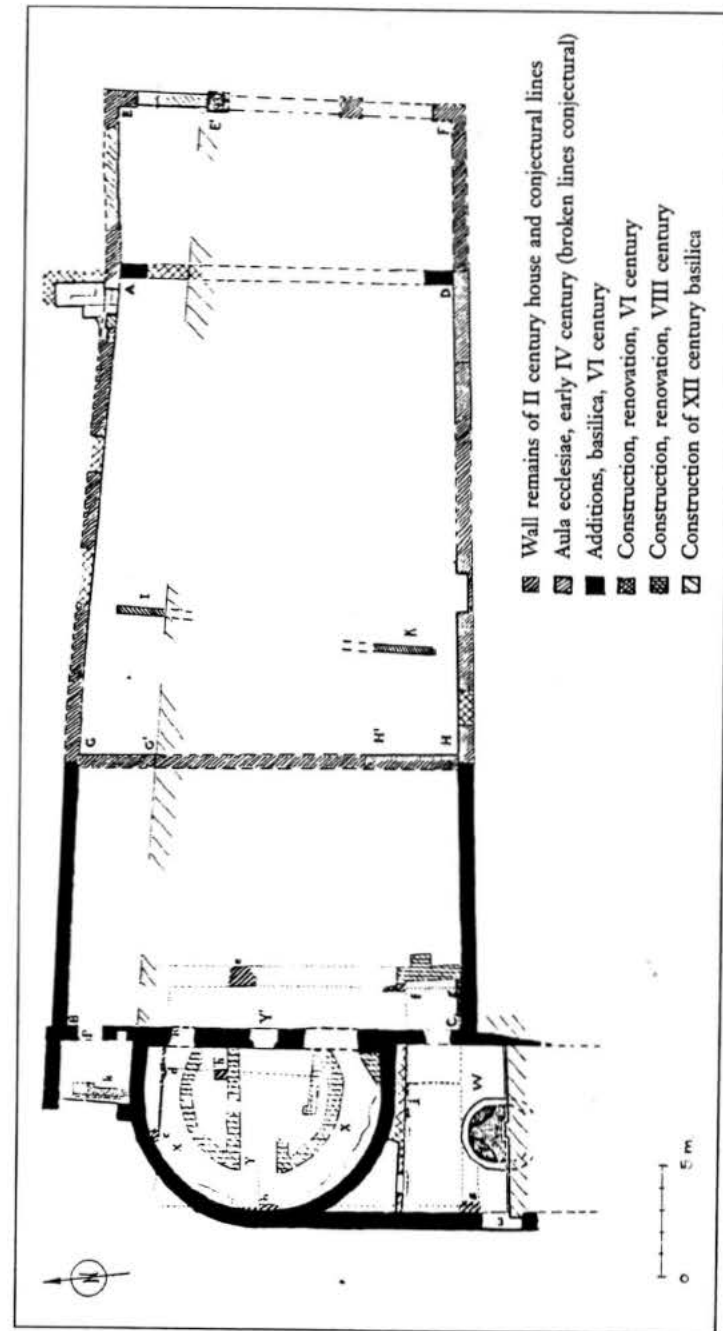 N
0 5 m.
B
A
E
E'
F
D
G
G'
H'
H
I
K
L
C
Y'
Y
X
X
W
T
3
Wall remains of II century house and conjectural lines
Aula ecclesiae, early IV century (broken lines conjectural)
Additions, basilica, VI century
Construction, renovation, VI century
Construction, renovation, VIII century
Construction of XII century basilica